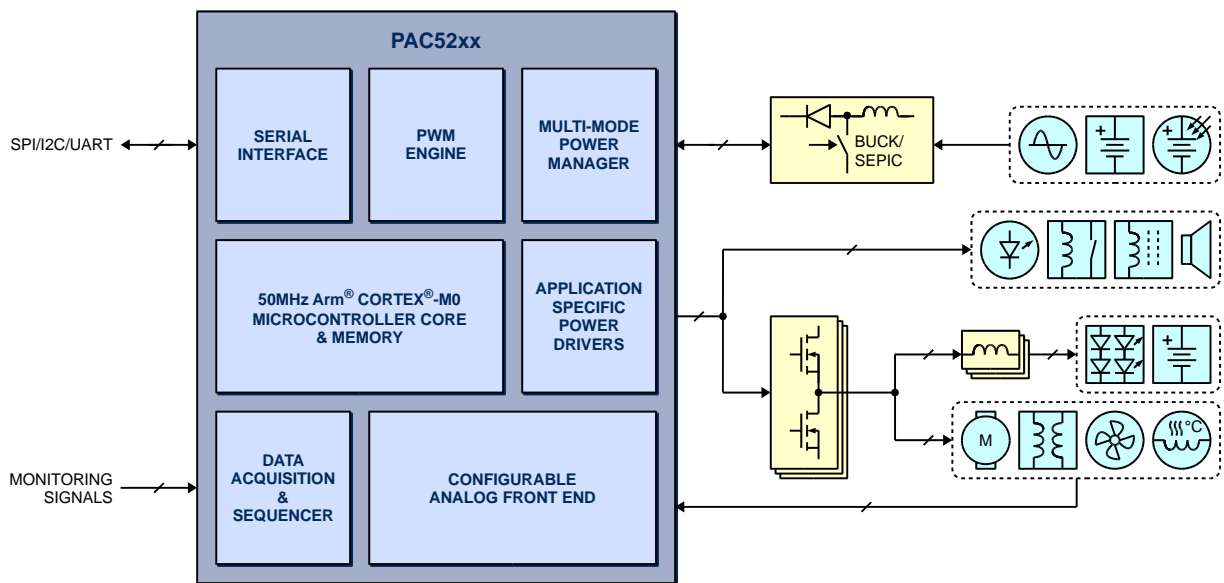 PAC52xx
SERIAL
INTERFACE
PWM
ENGINE
MULTI-MODE
POWER
MANAGER
SPI/I2C/UART
BUCK/
SEPIC
+
+
+
50MHz Arm® CORTEX®-M0
MICROCONTROLLER CORE
& MEMORY
APPLICATION
SPECIFIC
POWER
DRIVERS
+
M
°C
DATA
ACQUISITION
&
SEQUENCER
CONFIGURABLE
ANALOG FRONT END
MONITORING
SIGNALS